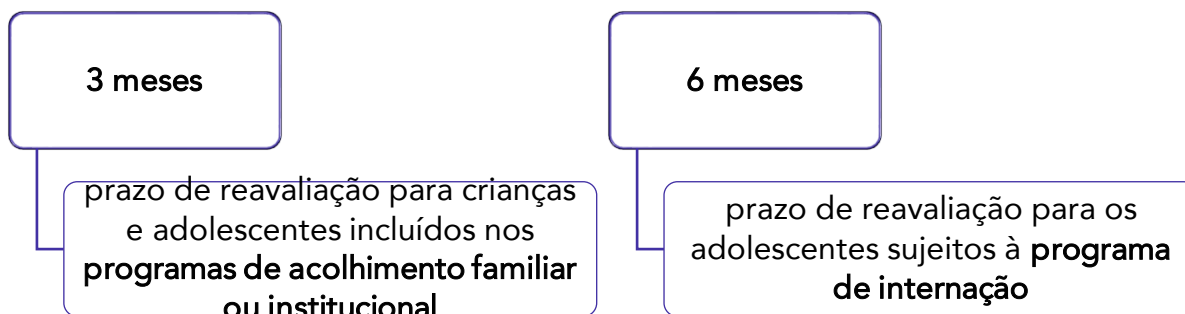 3 meses
prazo de reavaliação para crianças
e adolescentes incluídos nos
programas de acolhimento familiar
ou institucional
6 meses
prazo de reavaliação para os
adolescentes sujeitos à programa
de internação